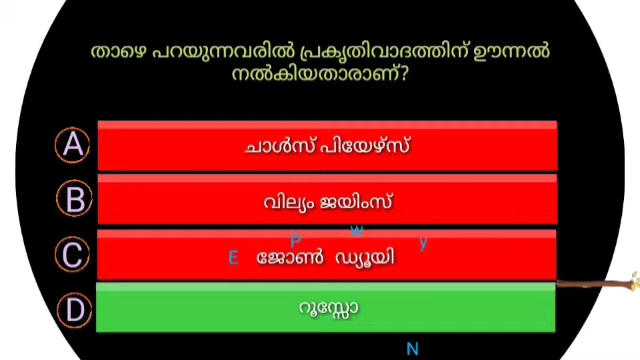 താഴെ പറയുന്നവരിൽ പ്രകൃതിവാദത്തിന് ഊന്നൽ
നൽകിയതാരാണ്?
A ചാൾസ് പിയേഴ്സ്
B വില്യം ജയിംസ്
P w y
C E ജോൺ ഡ്യൂയി
D റൂസ്സോ
N